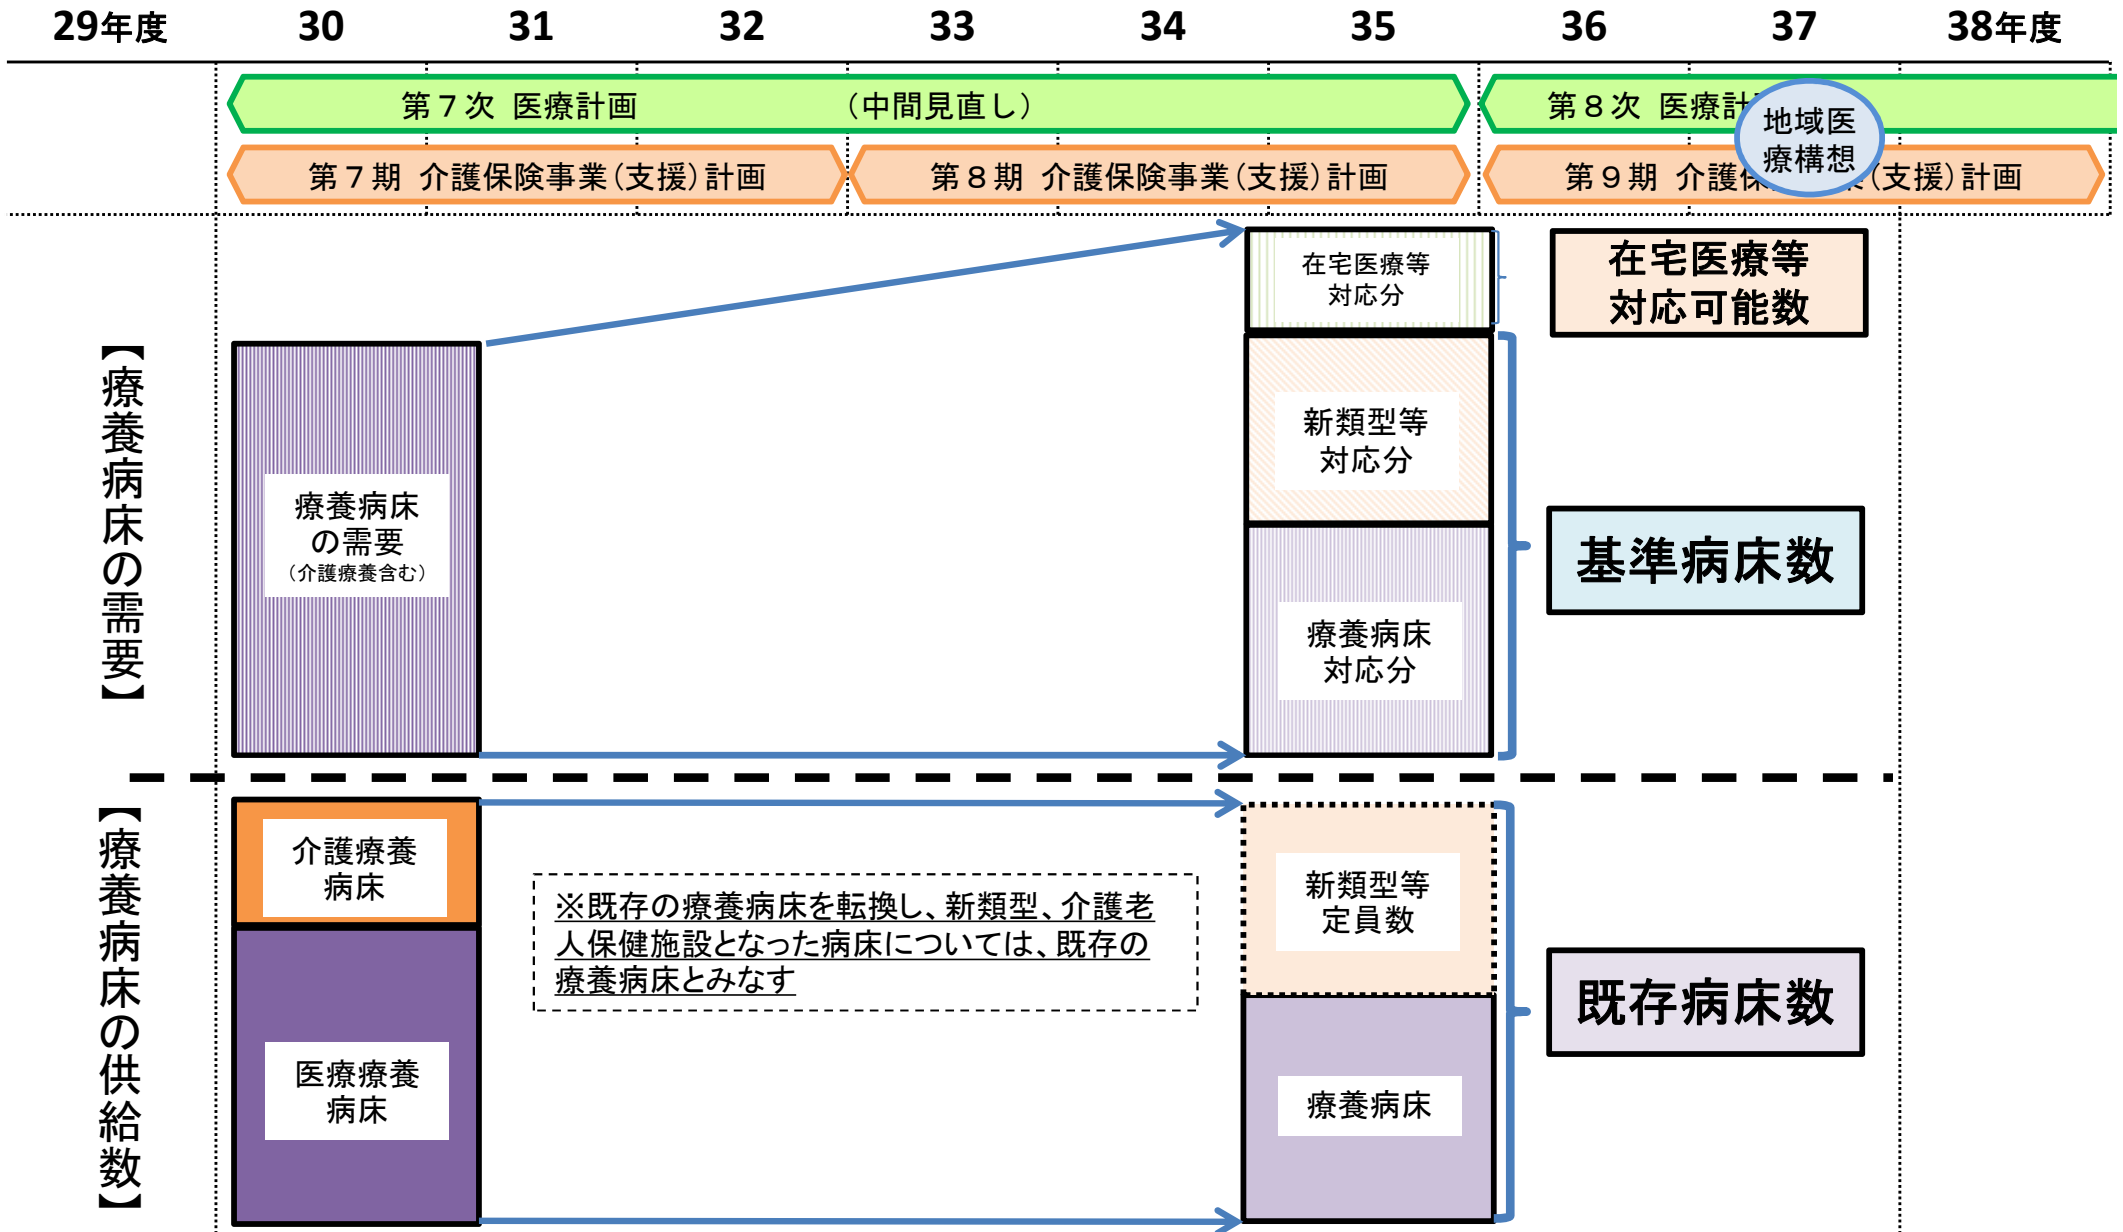 29年度 30 31 32 33 34 35 36 37 38年度
第７次 医療計画 （中間見直し） 第８次 医療計
地域医
療構想
第７期 介護保険事業（支援）計画 第８期 介護保険事業（支援）計画 第９期 介護保 業（支援）計画
【療養病床の需要】
療養病床
の需要
（介護療養含む）
在宅医療等
対応分
新類型等
対応分
療養病床
対応分
在宅医療等
対応可能数
基準病床数
【療養病床の供給数】
介護療養
病床
医療療養
病床
※既存の療養病床を転換し、新類型、介護老
人保健施設となった病床については、既存の
療養病床とみなす
新類型等
定員数
療養病床
既存病床数